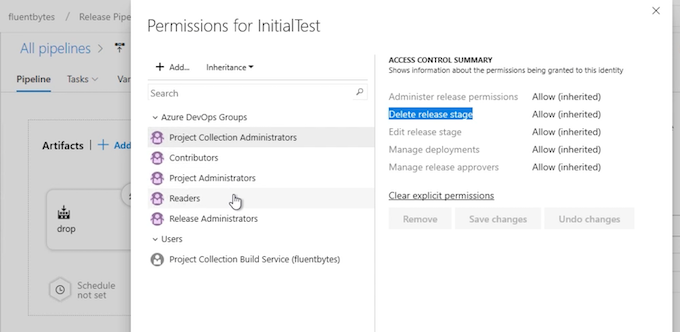 fluentbytes / Release Pipe
All pipelines >
Pipeline Tasks Var
Artifacts | + Add
drop
Schedule
not set
Permissions for InitialTest
+ Add... Inheritance
Search
Azure DevOps Groups
Project Collection Administrators
Contributors
Project Administrators
Readers
Release Administrators
Users
Project Collection Build Service (fluentbytes)
ACCESS CONTROL SUMMARY
Shows information about the permissions being granted to this identity
Administer release permissions Allow (inherited)
Delete release stage Allow (inherited)
Edit release stage Allow (inherited)
Manage deployments Allow (inherited)
Manage release approvers Allow (inherited)
Clear explicit permissions
Remove Save changes Undo changes